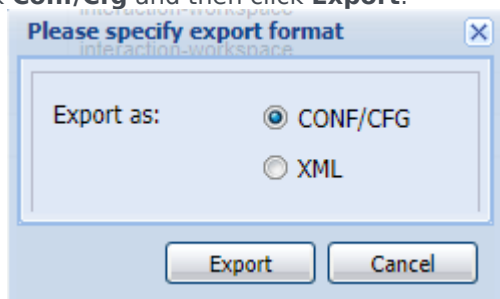 Conf/Cfg and then click Export.
Please specify export format
interaction-workspace
Export as:
CONF/CFG
XML
Export
Cancel